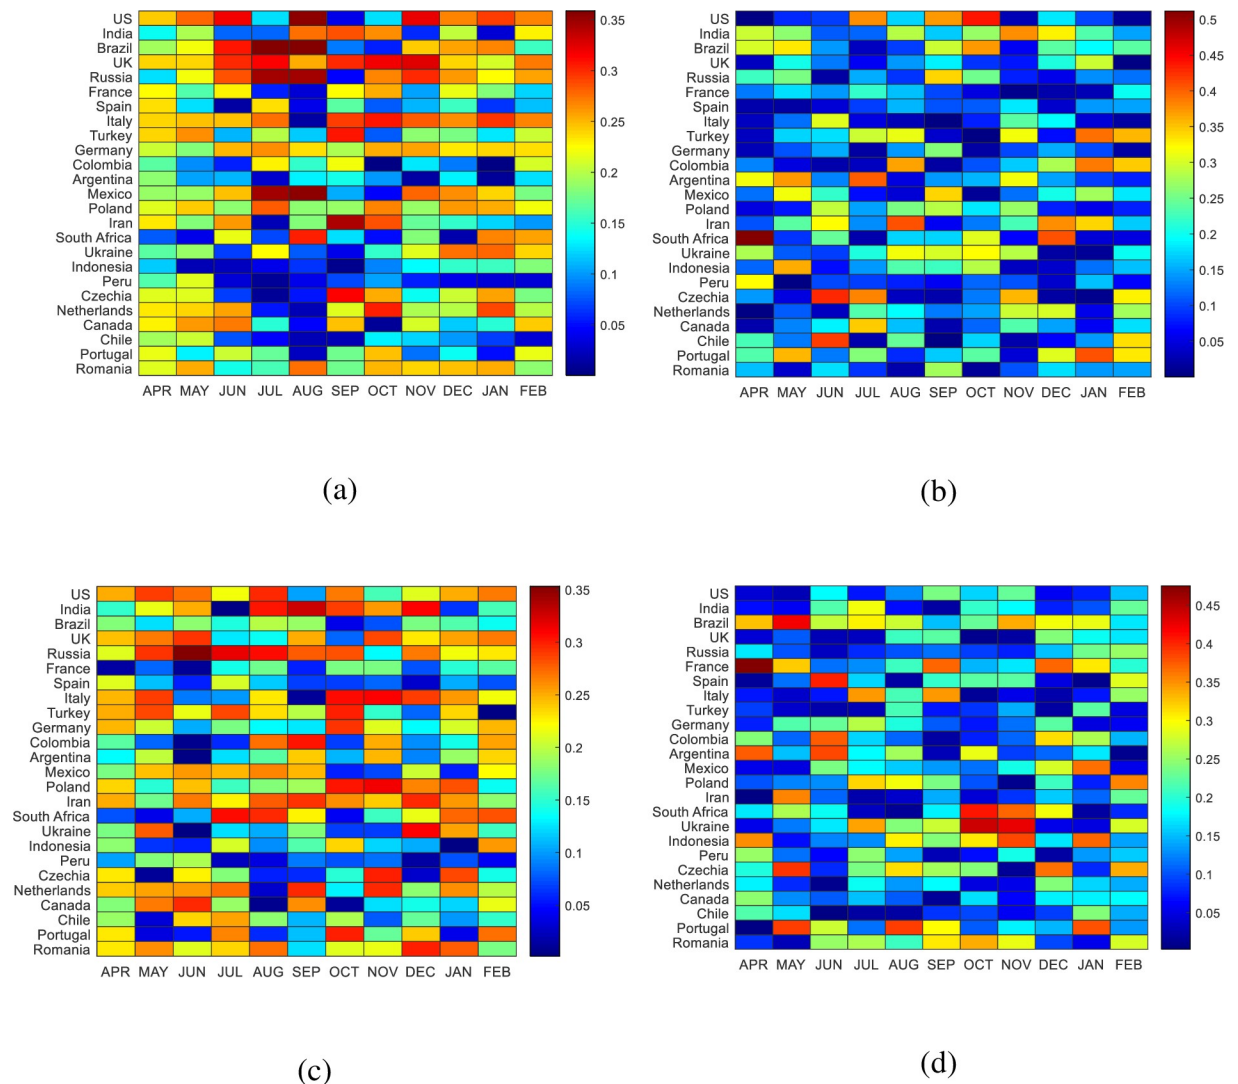 US
India
Brazil
UK
Russia
France
Spain
Italy
Turkey
Germany
Colombia
Argentina
Mexico
Poland
Iran
South Africa
Ukraine
Indonesia
Peru
Czechia
Netherlands
Canada
Chile
Portugal
Romania
APR MAY JUN JUL AUG SEP OCT NOV DEC JAN FEB
0.35
0.30
0.25
0.20
0.15
0.10
0.05
(a)
US
India
Brazil
UK
Russia
France
Spain
Italy
Turkey
Germany
Colombia
Argentina
Mexico
Poland
Iran
South Africa
Ukraine
Indonesia
Peru
Czechia
Netherlands
Canada
Chile
Portugal
Romania
APR MAY JUN JUL AUG SEP OCT NOV DEC JAN FEB
0.5
0.45
0.4
0.35
0.3
0.25
0.2
0.15
0.1
0.05
(b)
US
India
Brazil
UK
Russia
France
Spain
Italy
Turkey
Germany
Colombia
Argentina
Mexico
Poland
Iran
South Africa
Ukraine
Indonesia
Peru
Czechia
Netherlands
Canada
Chile
Portugal
Romania
APR MAY JUN JUL AUG SEP OCT NOV DEC JAN FEB
0.35
0.3
0.25
0.2
0.15
0.1
0.05
(c)
US
India
Brazil
UK
Russia
France
Spain
Italy
Turkey
Germany
Colombia
Argentina
Mexico
Poland
Iran
South Africa
Ukraine
Indonesia
Peru
Czechia
Netherlands
Canada
Chile
Portugal
Romania
APR MAY JUN JUL AUG SEP OCT NOV DEC JAN FEB
0.45
0.4
0.35
0.3
0.25
0.2
0.15
0.1
0.05
(d)